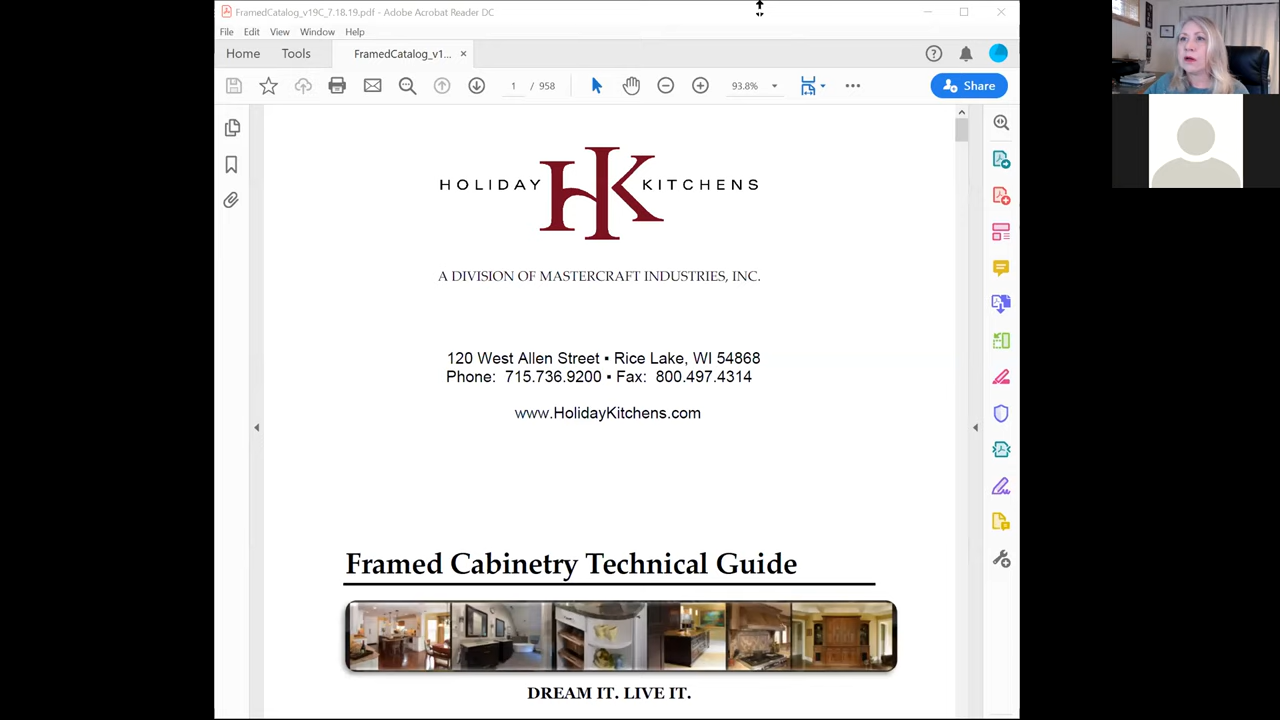 FramedCatalog_v19C_7.18.19.pdf - Adobe Acrobat Reader DC
File Edit View Window Help
Home Tools FramedCatalog_v1...
1 / 958 93.8% Share
HOLIDAY HK KITCHENS
A DIVISION OF MASTERCRAFT INDUSTRIES, INC.
120 West Allen Street ▪ Rice Lake, WI 54868
Phone: 715.736.9200 ▪ Fax: 800.497.4314
www.HolidayKitchens.com
Framed Cabinetry Technical Guide
DREAM IT. LIVE IT.